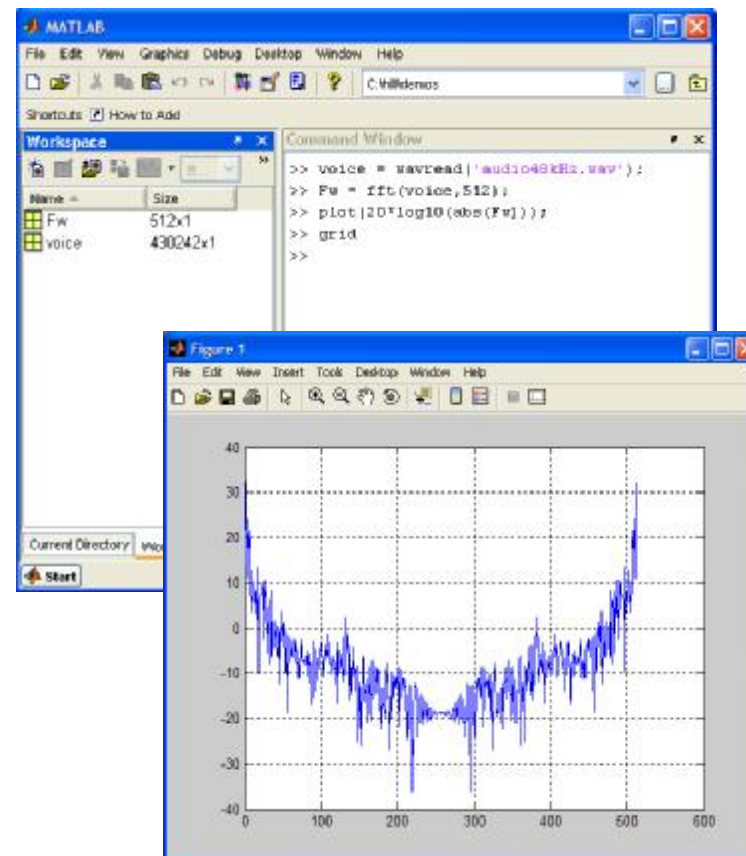 MATLAB
File Edit View Graphics Debug Desktop Window Help
Shortcuts How to Add
Workspace
Name Size
Fw 512x1
voice 430242x1
Command Window
>> voice = wavread('audio48kHz.wav');
>> Fw = fft(voice,512);
>> plot(20*log10(abs(Fw)));
>> grid
>>
Current Directory
Start
Figure 1
File Edit View Insert Tools Desktop Window Help
40
30
20
10
0
-10
-20
-30
-40
0 100 200 300 400 500 600